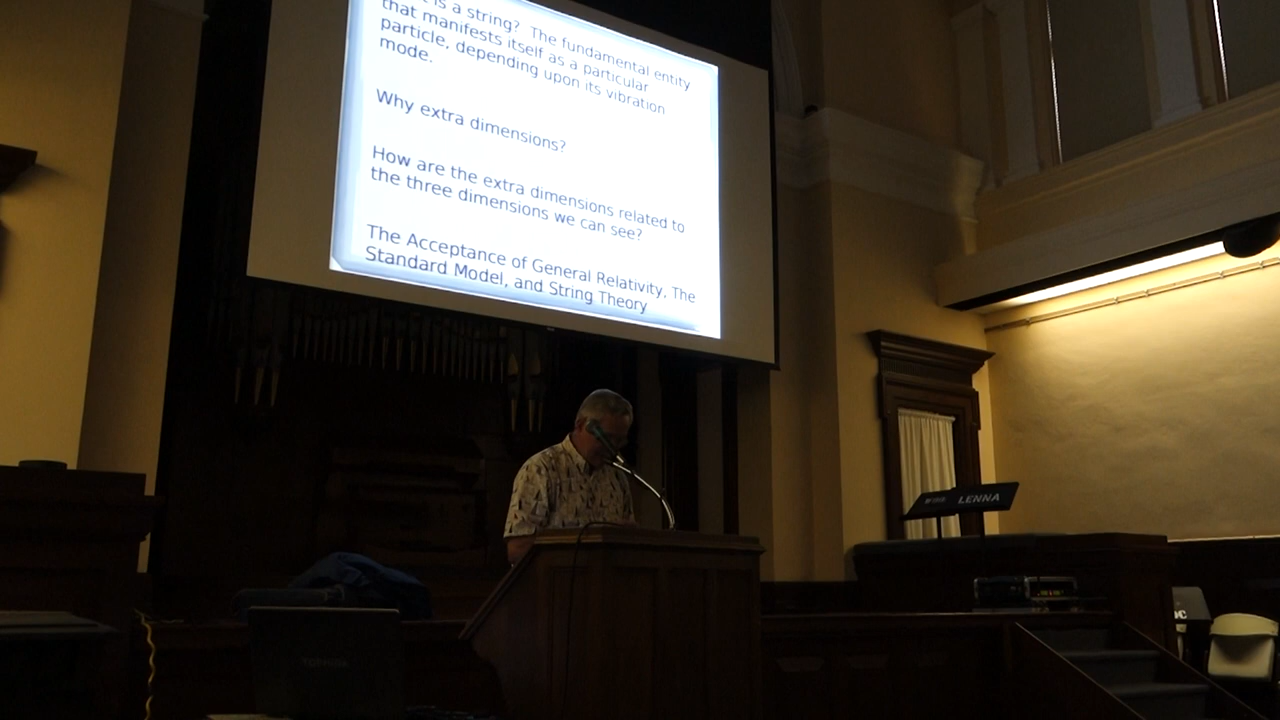 is a string? The fundamental entity
that manifests itself as a particular
particle, depending upon its vibration
mode.
Why extra dimensions?
How are the extra dimensions related to
the three dimensions we can see?
The Acceptance of General Relativity, The
Standard Model, and String Theory
LENNA
TOSHIBA